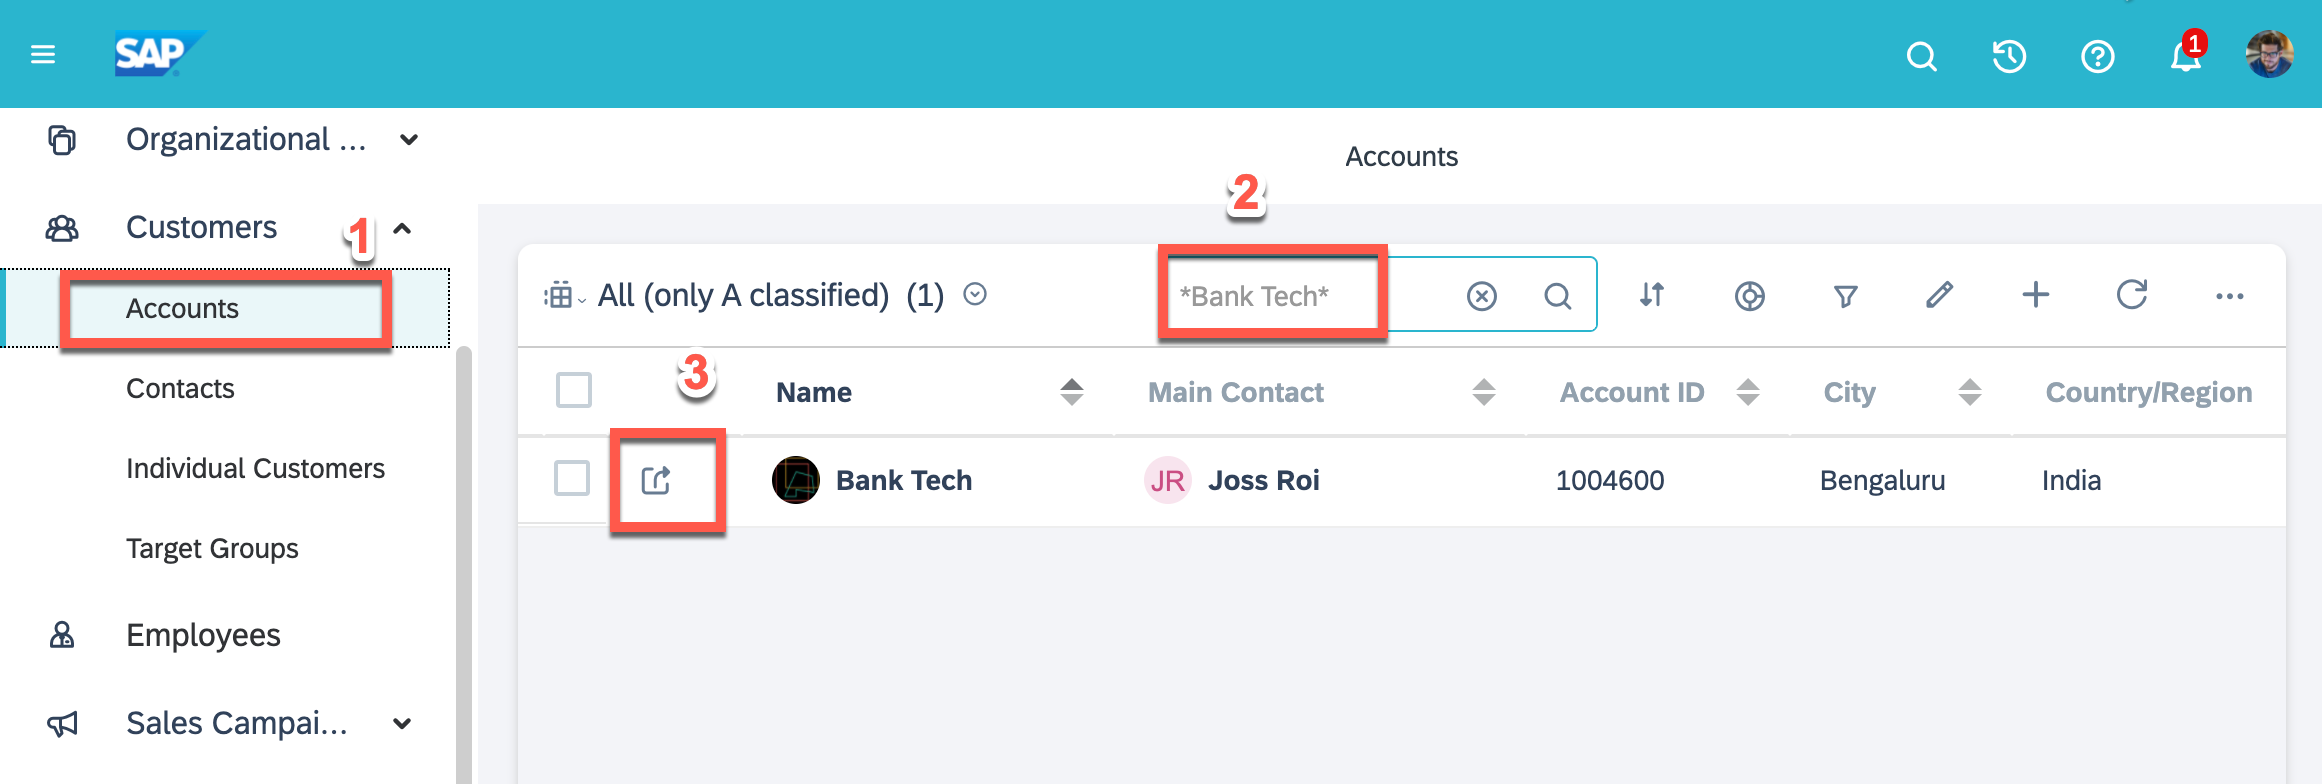 SAP
1
Organizational ...
Accounts
2
Customers
1
Accounts
All (only A classified) (1)
*Bank Tech*
Contacts
3
Name
Main Contact
Account ID
City
Country/Region
Individual Customers
Bank Tech
JR
Joss Roi
1004600
Bengaluru
India
Target Groups
Employees
Sales Campai...